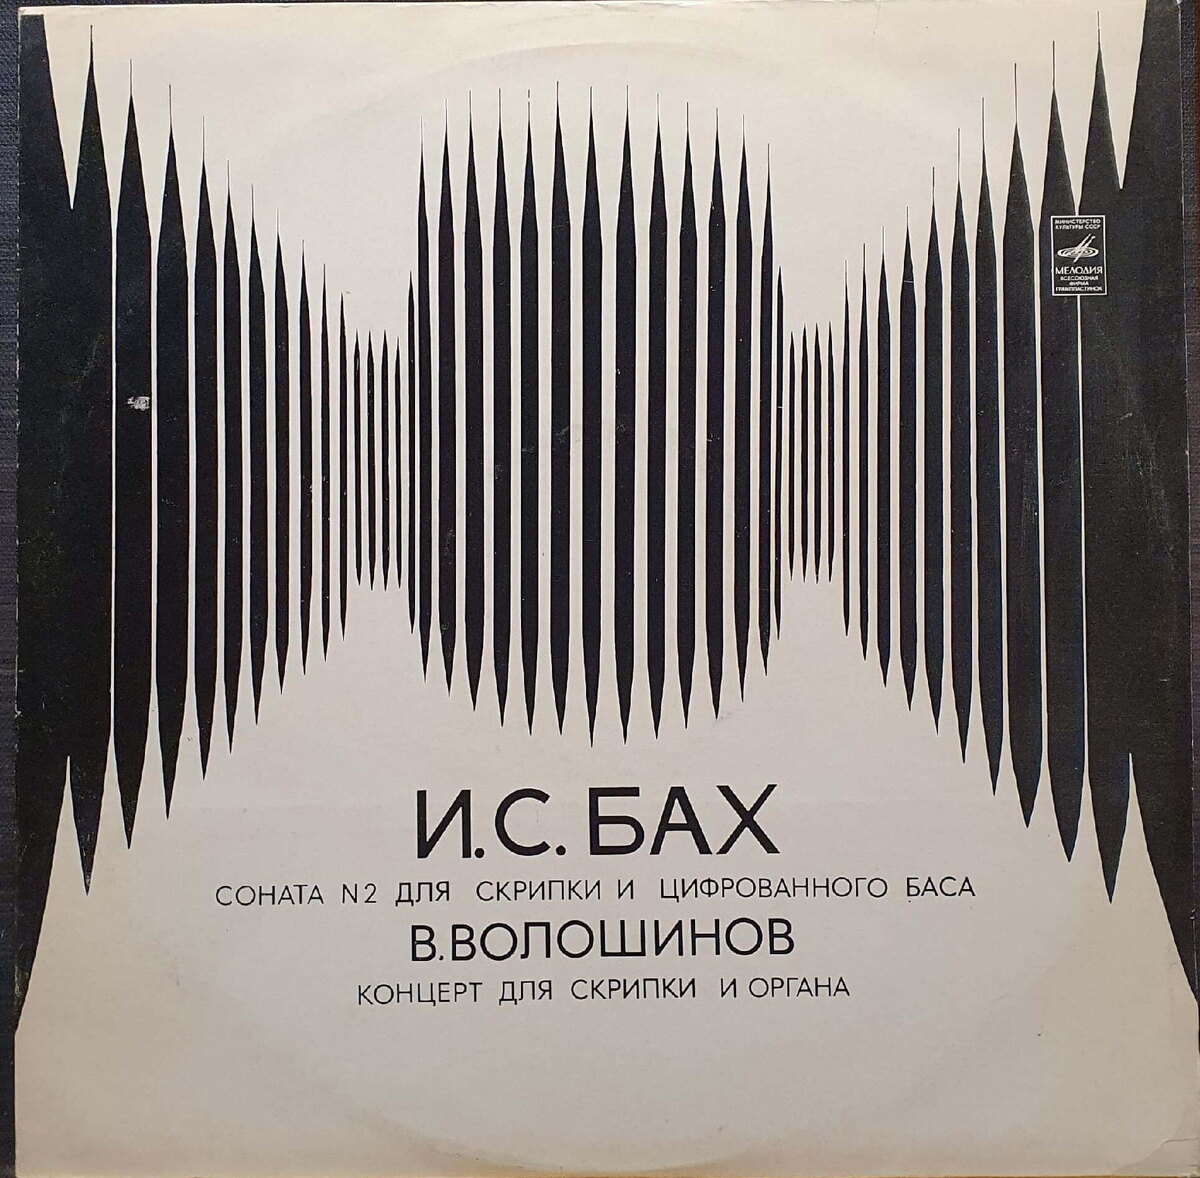 МИНИСТЕРСТВО
КУЛЬТУРЫ СССР
МЕЛОДИЯ
ВСЕСОЮЗНАЯ
ФИРМА
ГРАМПЛАСТИНОК
И.С. БАХ
СОНАТА N2 ДЛЯ СКРИПКИ И ЦИФРОВАННОГО БАСА
В.ВОЛОШИНОВ
КОНЦЕРТ ДЛЯ СКРИПКИ И ОРГАНА